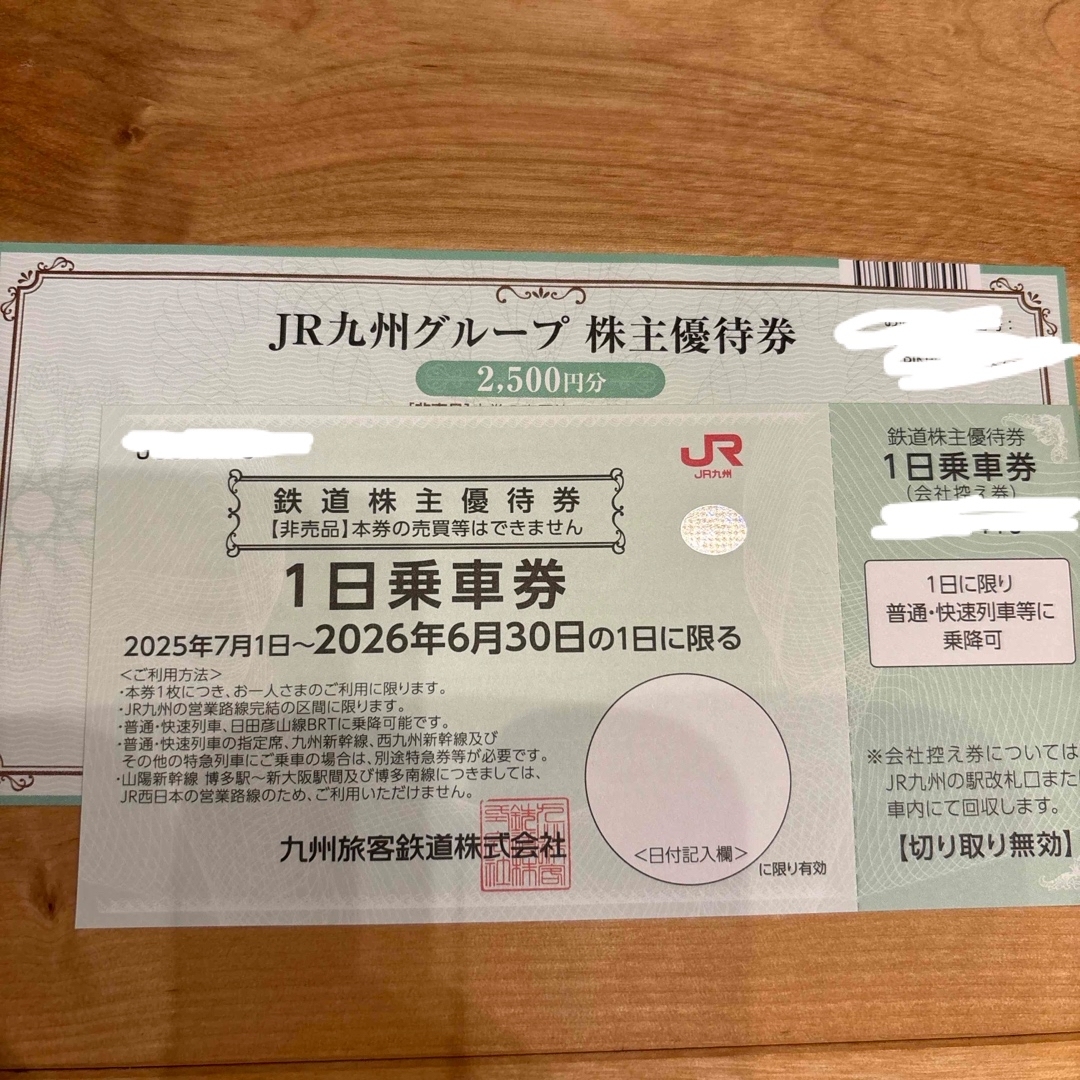 JR九州グループ 株主優待券
2,500円分
JR
JR九州
鉄道株主優待券
【非売品】本券の売買等はできません
1日乗車券
2025年7月1日～2026年6月30日の1日に限る
＜ご利用方法＞
・本券1枚につき、お一人さまのご利用に限ります。
・JR九州の営業路線完結の区間に限ります。
・普通・快速列車、日田彦山線BRTに乗降可能です。
・普通・快速列車の指定席、九州新幹線、西九州新幹線及び
その他の特急列車にご乗車の場合は、別途特急券等が必要です。
・山陽新幹線 博多駅～新大阪駅間及び博多南線につきましては、
JR西日本の営業路線のため、ご利用いただけません。
九州旅客鉄道株式会社
＜日付記入欄＞
に限り有効
鉄道株主優待券
1日乗車券
（会社控え券）
1日に限り
普通・快速列車等に
乗降可
※会社控え券については
JR九州の駅改札口また
車内にて回収します。
【切り取り無効】